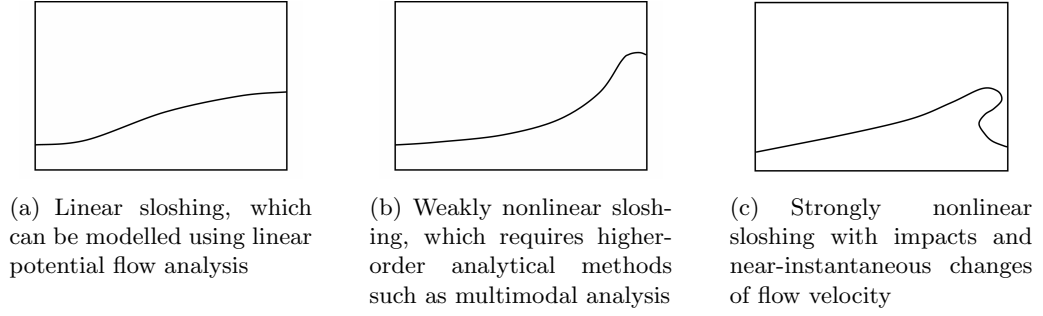 (a) Linear sloshing, which
can be modelled using linear
potential flow analysis
(b) Weakly nonlinear slosh-
ing, which requires higher-
order analytical methods
such as multimodal analysis
(c) Strongly nonlinear
sloshing with impacts and
near-instantaneous changes
of flow velocity